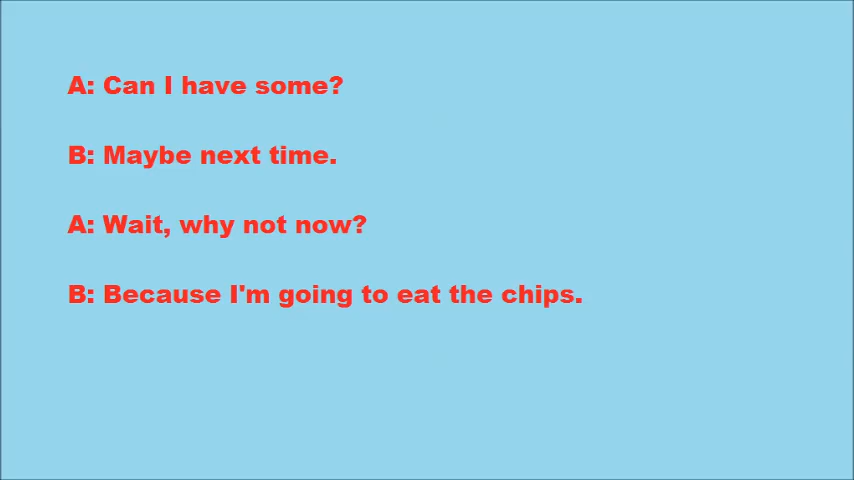 A: Can I have some?
B: Maybe next time.
A: Wait, why not now?
B: Because I'm going to eat the chips.